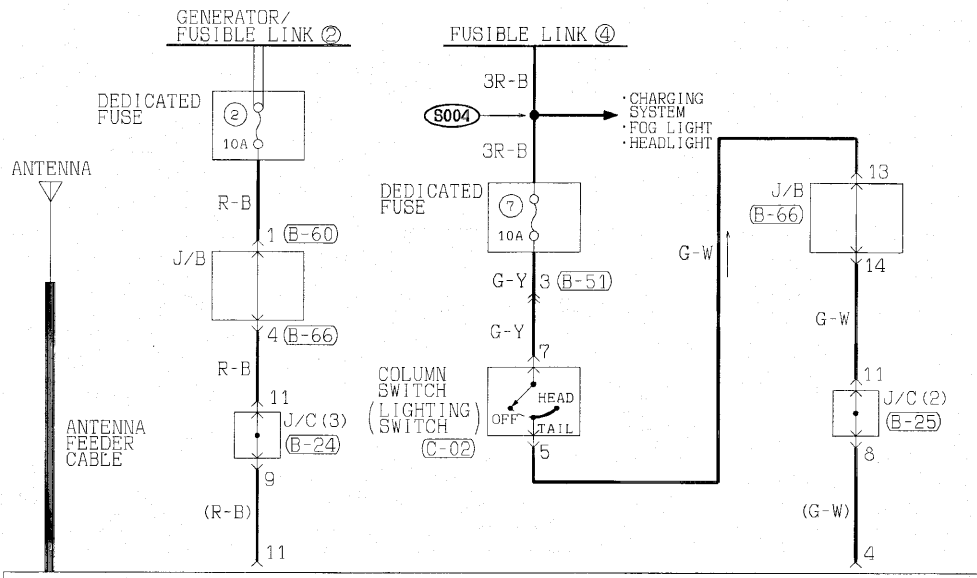 GENERATOR/
FUSIBLE LINK ②
FUSIBLE LINK ④
3R-B
S004
·CHARGING
SYSTEM
·FOG LIGHT
·HEADLIGHT
3R-B
DEDICATED
FUSE
②
10A
ANTENNA
R-B
1 (B-60)
J/B
4 (B-66)
R-B
11
J/C(3)
(B-24)
9
(R-B)
11
ANTENNA
FEEDER
CABLE
DEDICATED
FUSE
⑦
10A
G-Y
3 (B-51)
G-Y
7
COLUMN
SWITCH
(LIGHTING
SWITCH)
(C-02)
OFF
HEAD
TAIL
5
G-W
13
J/B
(B-66)
14
G-W
11
J/C(2)
(B-25)
8
(G-W)
4